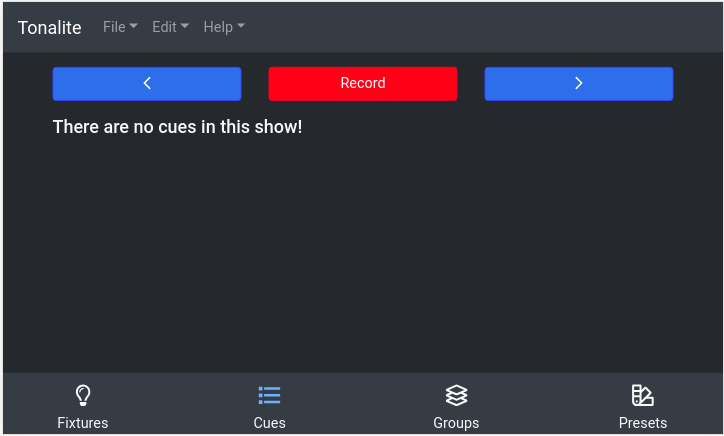 Tonalite File Edit Help
Record
There are no cues in this show!
Fixtures Cues Groups Presets